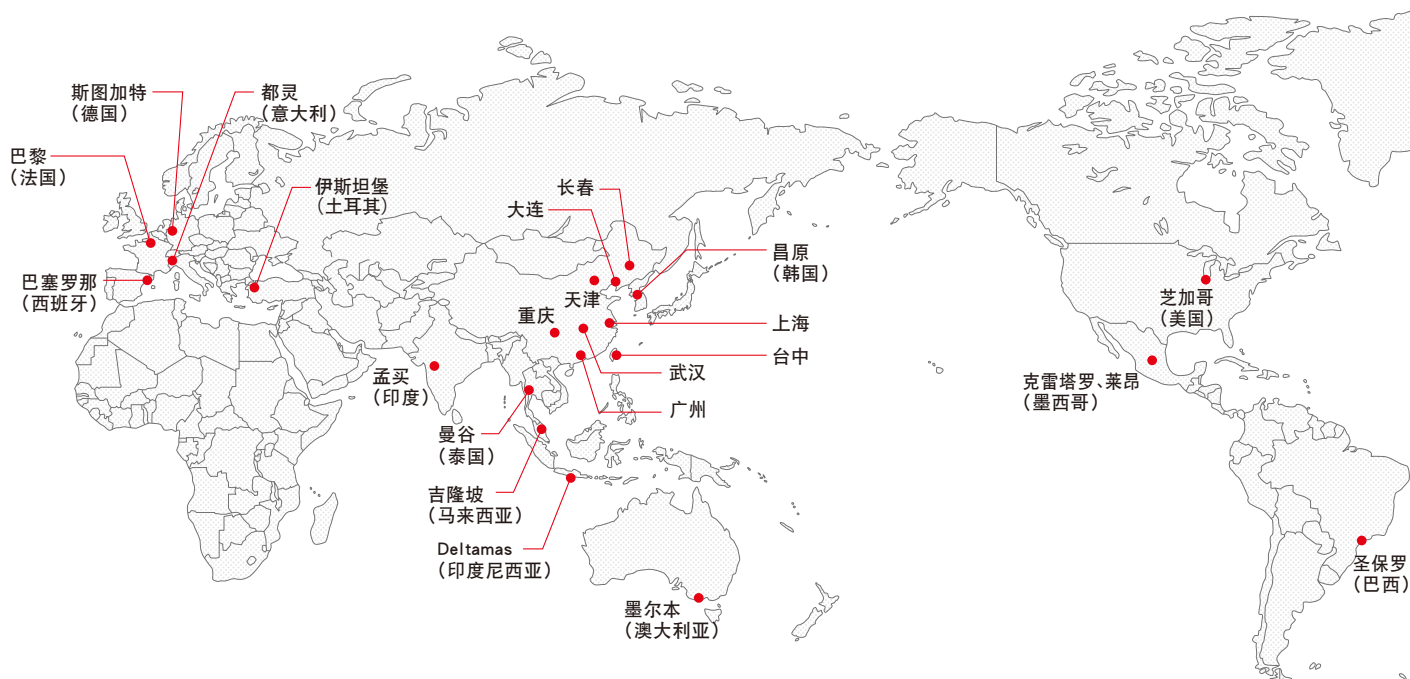 斯图加特
（德国）
都灵
（意大利）
巴黎
（法国）
伊斯坦堡
（土耳其）
巴塞罗那
（西班牙）
长春
大连
昌原
（韩国）
天津
重庆
上海
台中
武汉
广州
孟买
（印度）
曼谷
（泰国）
吉隆坡
（马来西亚）
Deltamas
（印度尼西亚）
墨尔本
（澳大利亚）
芝加哥
（美国）
克雷塔罗、莱昂
（墨西哥）
圣保罗
（巴西）